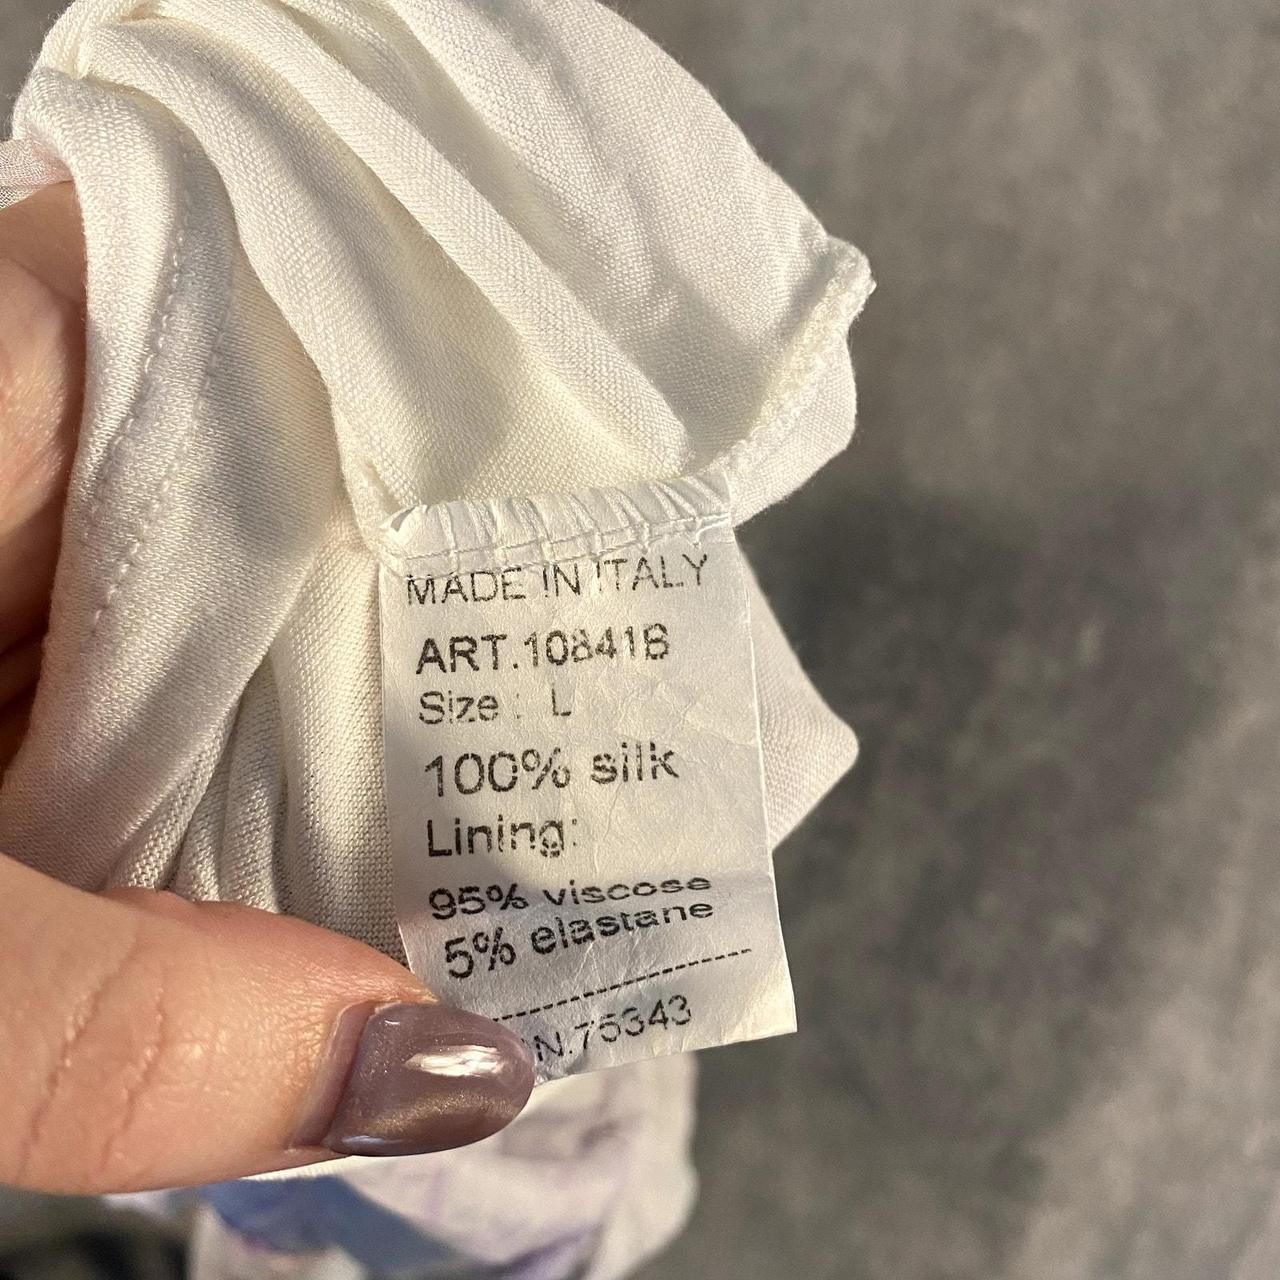 MADE IN ITALY
ART.10841B
Size : L
100% silk
Lining:
95% viscose
5% elastane
--------------------------------
N.75343